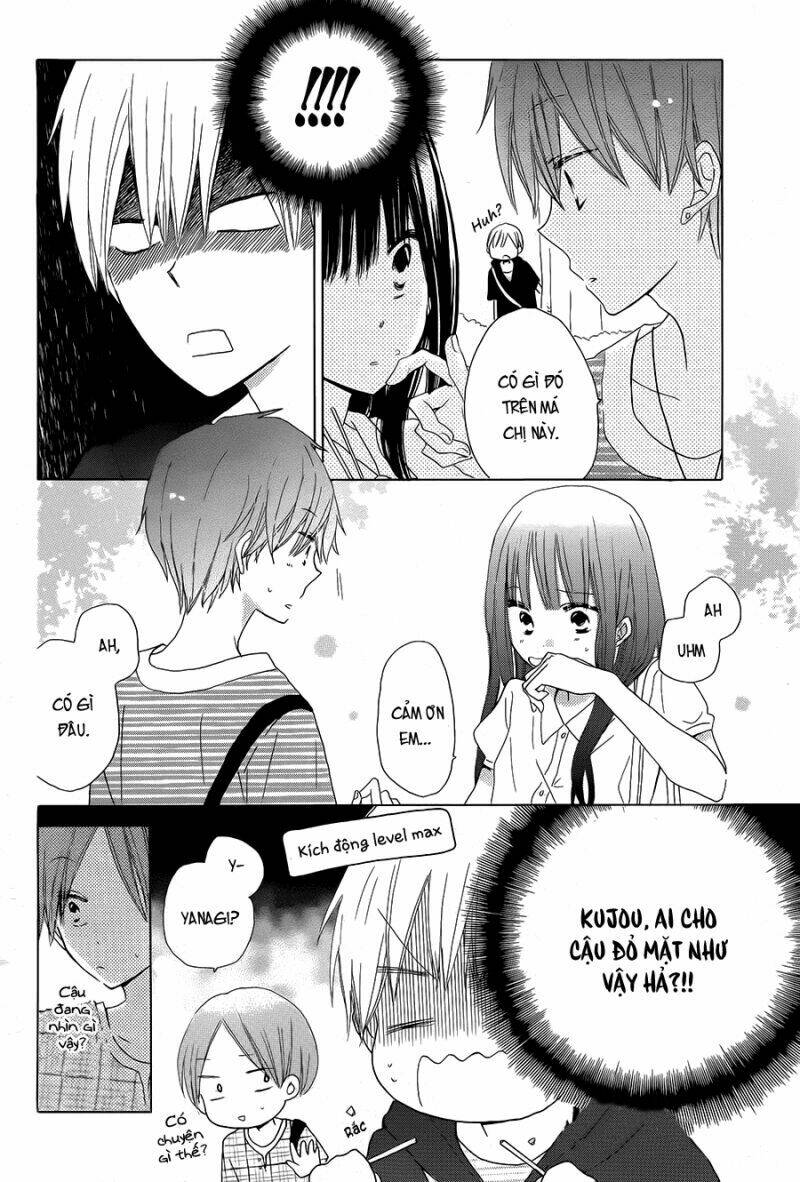 !!!!
Huh?
CÓ GÌ ĐÓ
TRÊN MÁ
CHỊ NÀY.
AH
UHM
CẢM ƠN
EM...
AH,
CÓ GÌ
ĐÂU.
Kích động level max
KUJOU, AI CHO
CẬU ĐỎ MẶT NHƯ
VẬY HẢ?!!
Y-
YANAGI?
Cậu
đang
nhìn gì
vậy?
Có
chuyện
gì thế?
Rắc